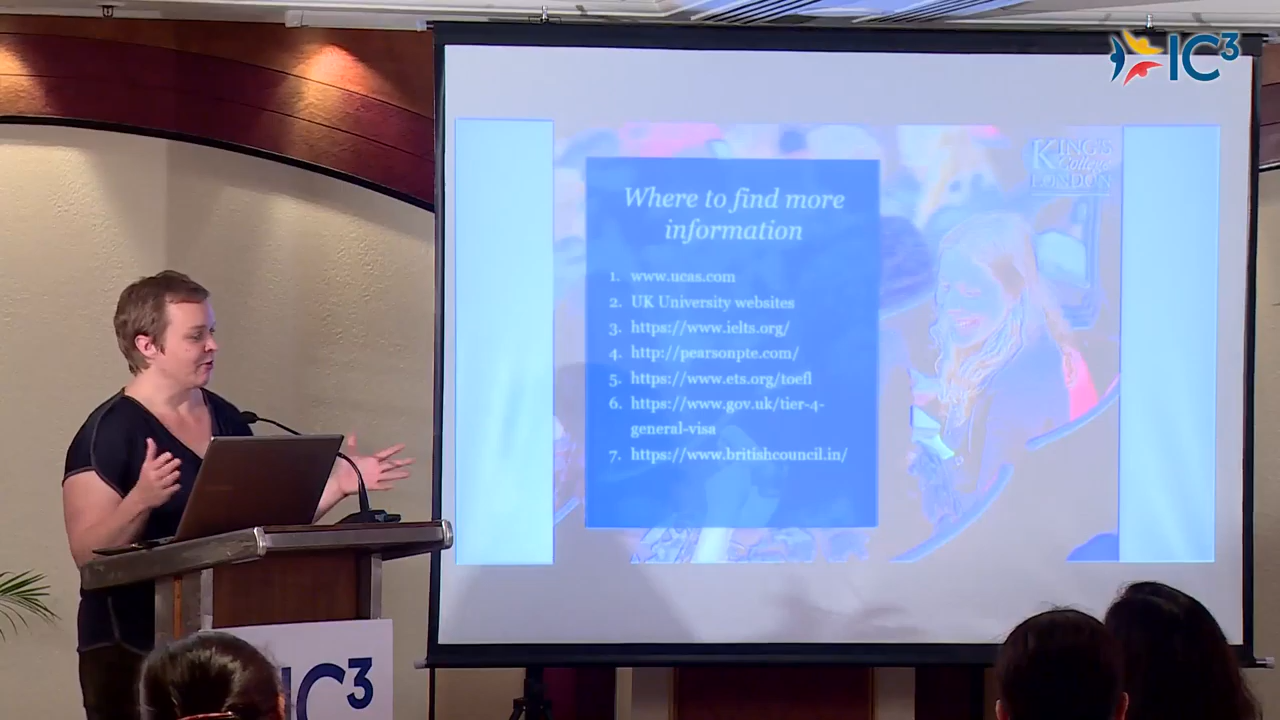 IC3
KING'S
College
LONDON
Where to find more
information
1. www.ucas.com
2. UK University websites
3. https://www.ielts.org/
4. http://pearsonpte.com/
5. https://www.ets.org/toefl
6. https://www.gov.uk/tier-4-
general-visa
7. https://www.britishcouncil.in/
IC3